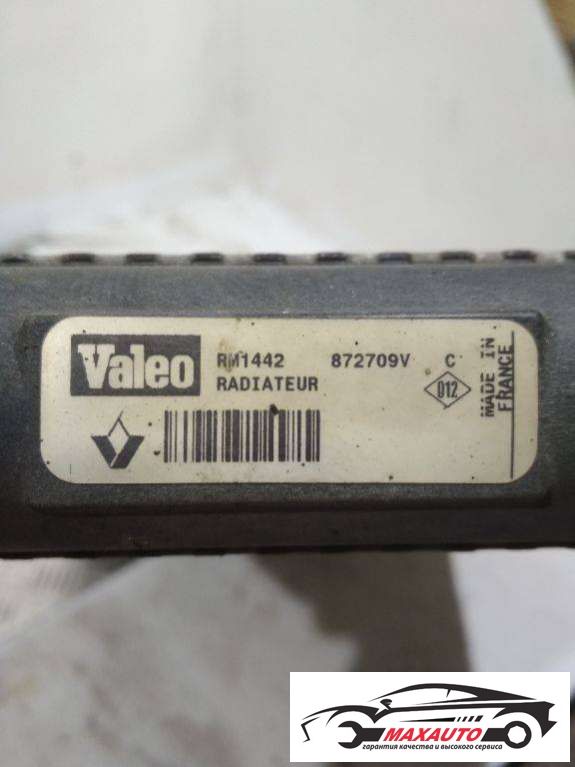 Valeo
RM1442 872709V C
RADIATEUR
D12
MADE IN
FRANCE
MAXAUTO
гарантия качества и высокого сервиса